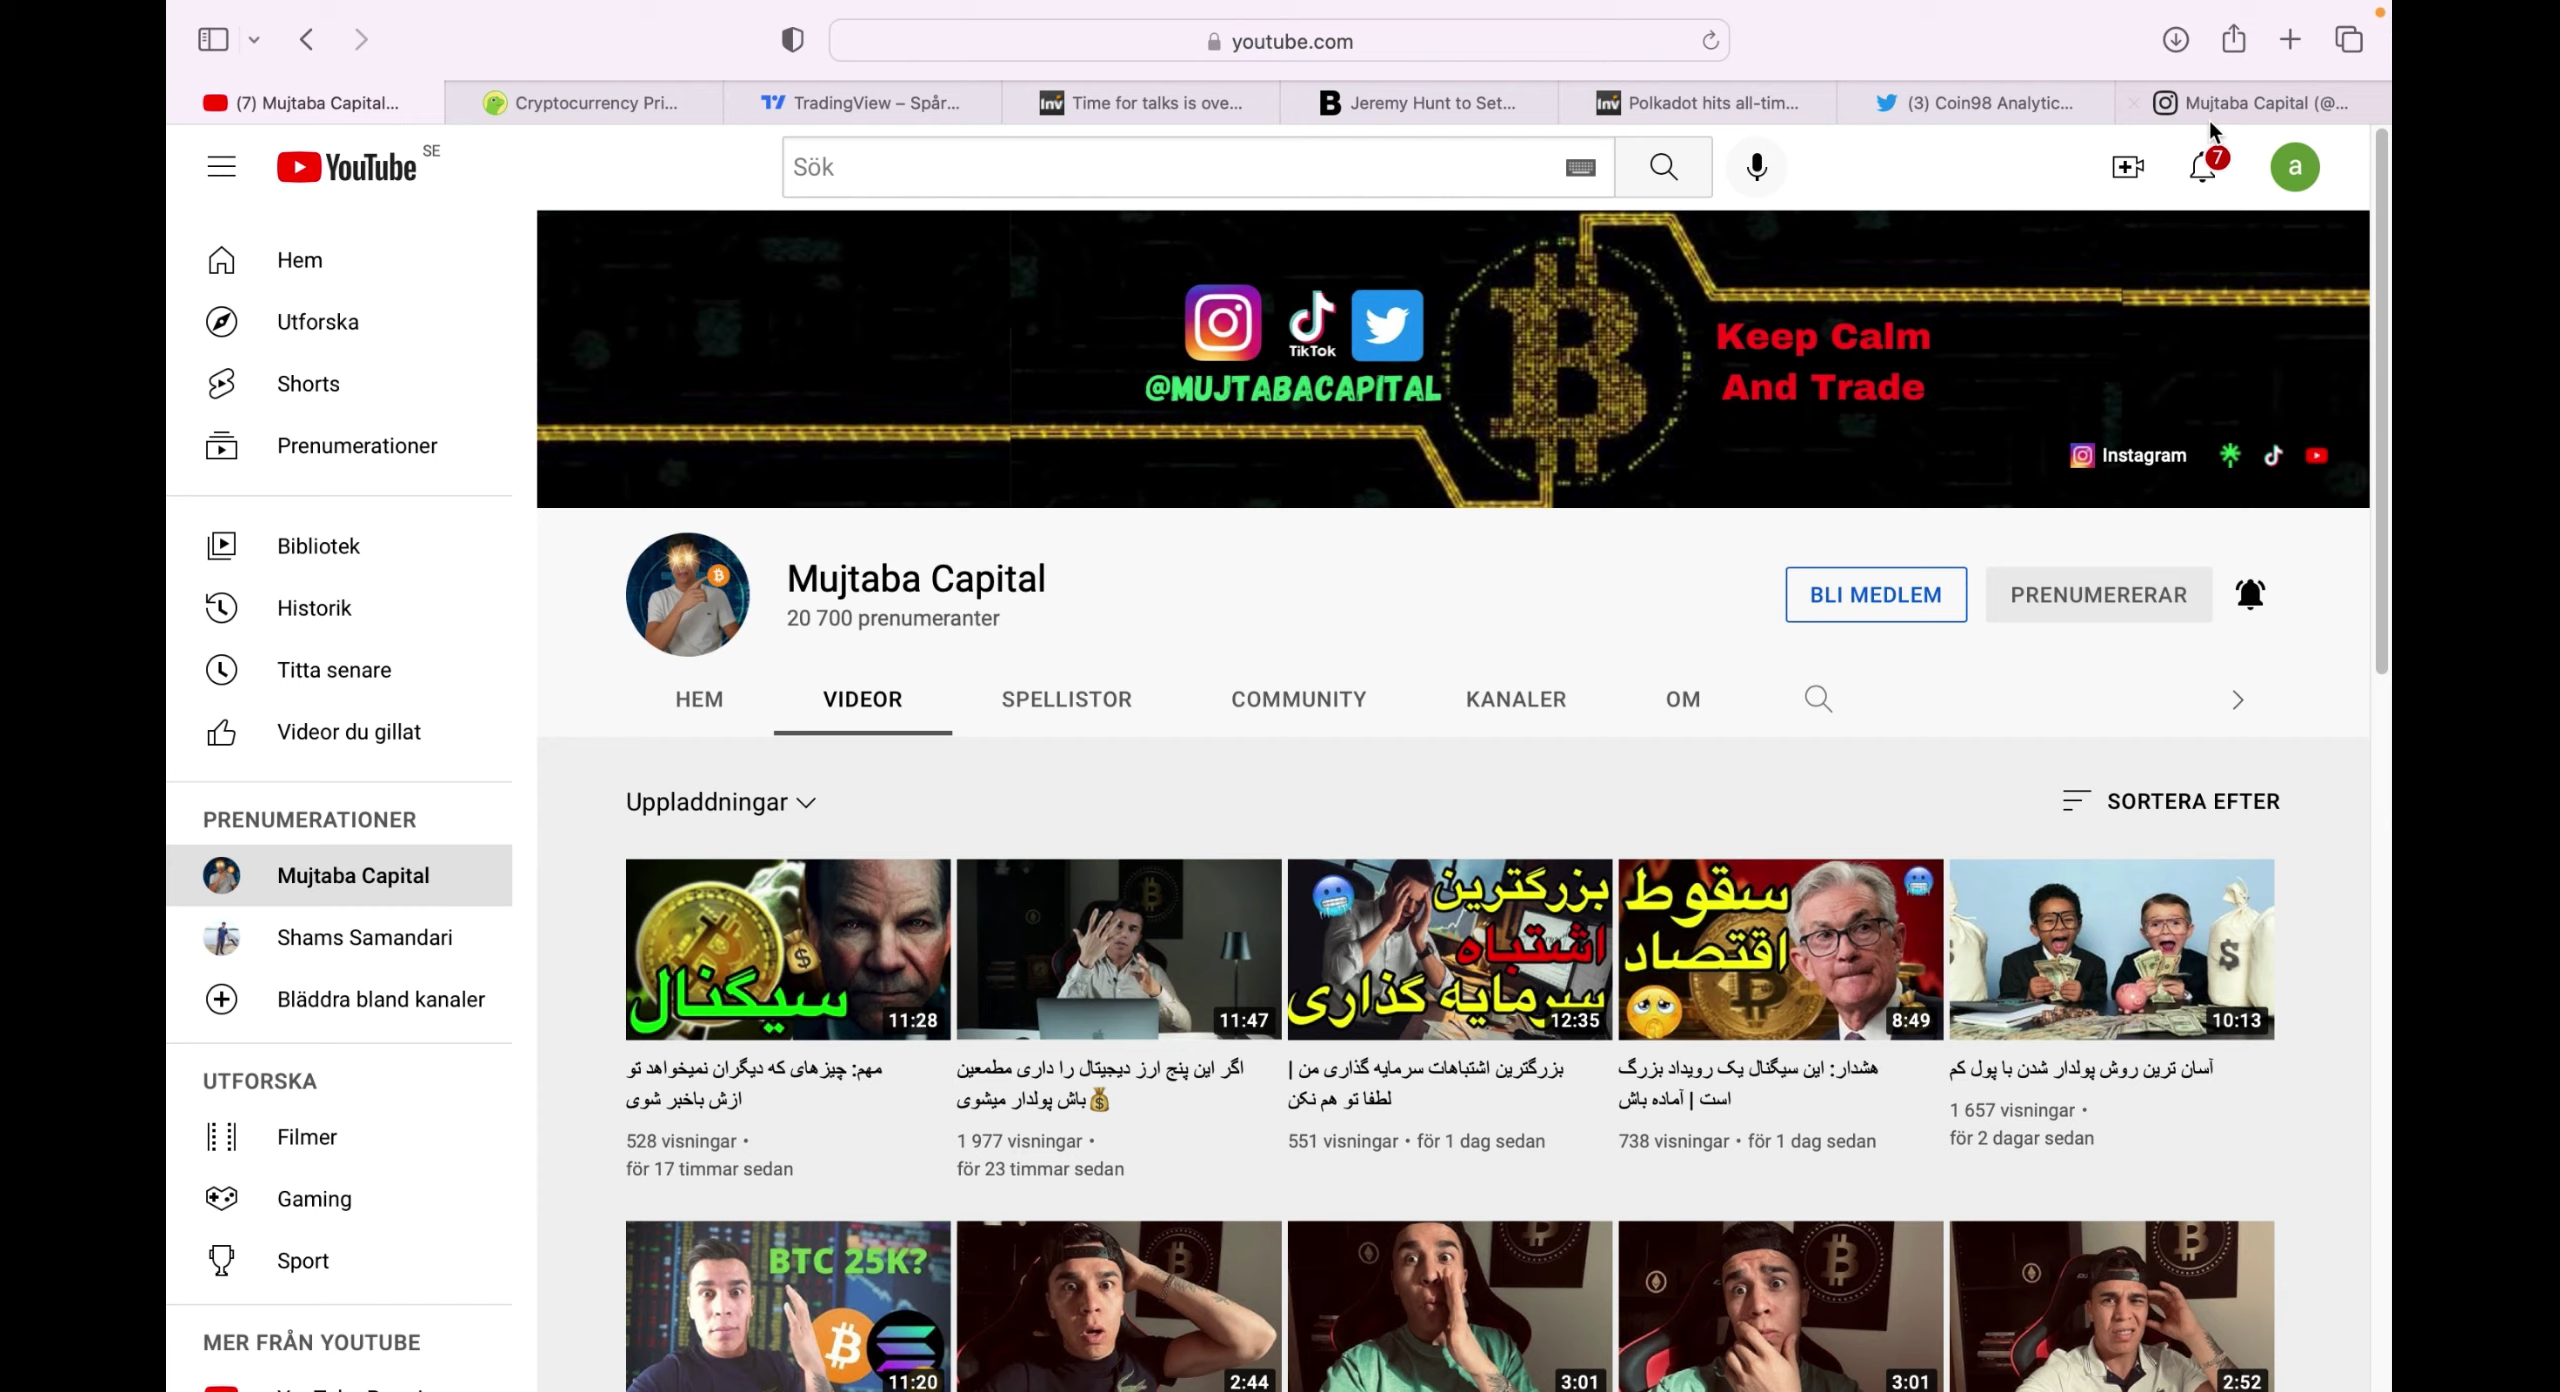 youtube.com
(7) Mujtaba Capital...
Cryptocurrency Pri...
TradingView – Spår...
Inv Time for talks is ove...
B Jeremy Hunt to Set...
Inv Polkadot hits all-tim...
(3) Coin98 Analytic...
Mujtaba Capital (@...
YouTube SE
Sök
7
a
Hem
Utforska
Shorts
Prenumerationer
Bibliotek
Historik
Titta senare
Videor du gillat
PRENUMERATIONER
Mujtaba Capital
Shams Samandari
Bläddra bland kanaler
UTFORSKA
Filmer
Gaming
Sport
MER FRÅN YOUTUBE
TikTok
@MUJTABACAPITAL
Keep Calm
And Trade
Instagram
Mujtaba Capital
20 700 prenumeranter
BLI MEDLEM
PRENUMERERAR
HEM
VIDEOR
SPELLISTOR
COMMUNITY
KANALER
OM
Uppladdningar
SORTERA EFTER
سیگنال
11:28
مهم: چیزهای که دیگران نمیخواهد تو
ازش باخبر شوی
528 visningar •
för 17 timmar sedan
11:47
اگر این پنج ارز دیجیتال را داری مطمعین
باش پولدار میشوی💰
1 977 visningar •
för 23 timmar sedan
بزرگترین
اشتباه
سرمایه گذاری
12:35
بزرگترین اشتباهات سرمایه گذاری من |
لطفا تو هم نکن
551 visningar • för 1 dag sedan
سقوط
اقتصاد
8:49
هشدار: این سیگنال یک رویداد بزرگ
است | آماده باش
738 visningar • för 1 dag sedan
10:13
آسان ترین روش پولدار شدن با پول کم
1 657 visningar •
för 2 dagar sedan
BTC 25K?
11:20
2:44
3:01
3:01
2:52